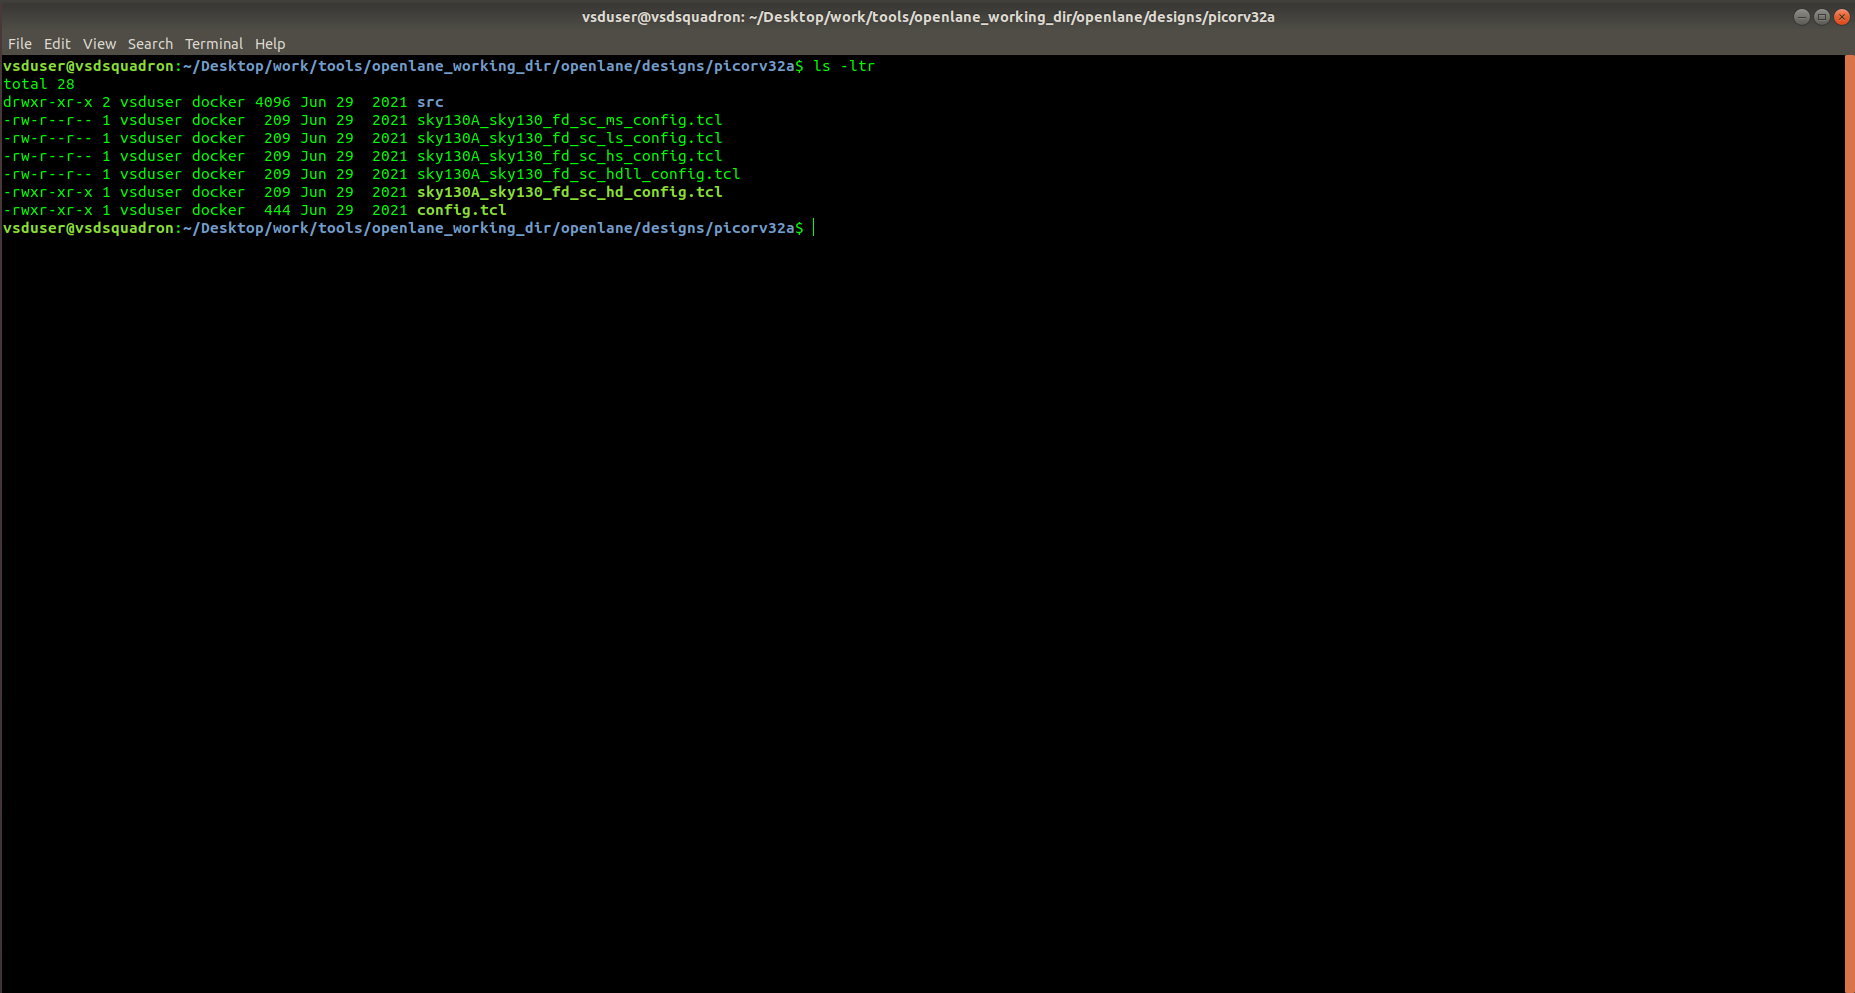 vsduser@vsdsquadron: ~/Desktop/work/tools/openlane_working_dir/openlane/designs/picorv32a
File Edit View Search Terminal Help
vsduser@vsdsquadron:~/Desktop/work/tools/openlane_working_dir/openlane/designs/picorv32a$ ls -ltr
total 28
drwxr-xr-x 2 vsduser docker 4096 Jun 29  2021 src
-rw-r--r-- 1 vsduser docker  209 Jun 29  2021 sky130A_sky130_fd_sc_ms_config.tcl
-rw-r--r-- 1 vsduser docker  209 Jun 29  2021 sky130A_sky130_fd_sc_ls_config.tcl
-rw-r--r-- 1 vsduser docker  209 Jun 29  2021 sky130A_sky130_fd_sc_hs_config.tcl
-rw-r--r-- 1 vsduser docker  209 Jun 29  2021 sky130A_sky130_fd_sc_hdll_config.tcl
-rwxr-xr-x 1 vsduser docker  209 Jun 29  2021 sky130A_sky130_fd_sc_hd_config.tcl
-rwxr-xr-x 1 vsduser docker  444 Jun 29  2021 config.tcl
vsduser@vsdsquadron:~/Desktop/work/tools/openlane_working_dir/openlane/designs/picorv32a$